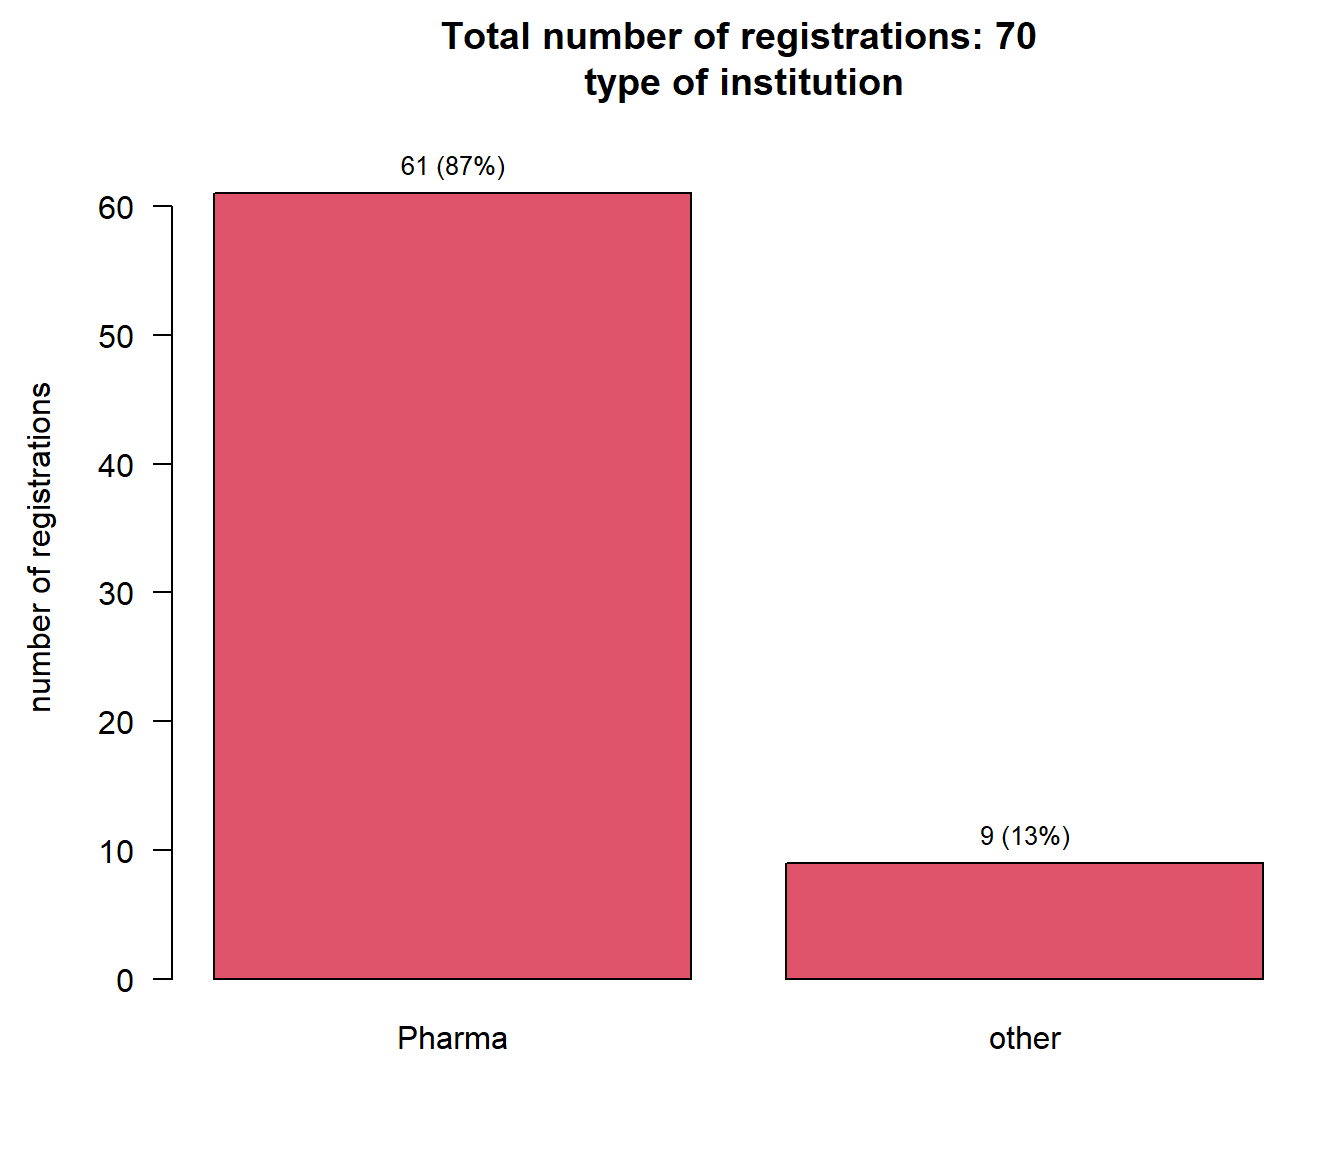 Total number of registrations: 70
type of institution
61 (87%)
60
50
40
30
20
10
0
number of registrations
9 (13%)
Pharma
other